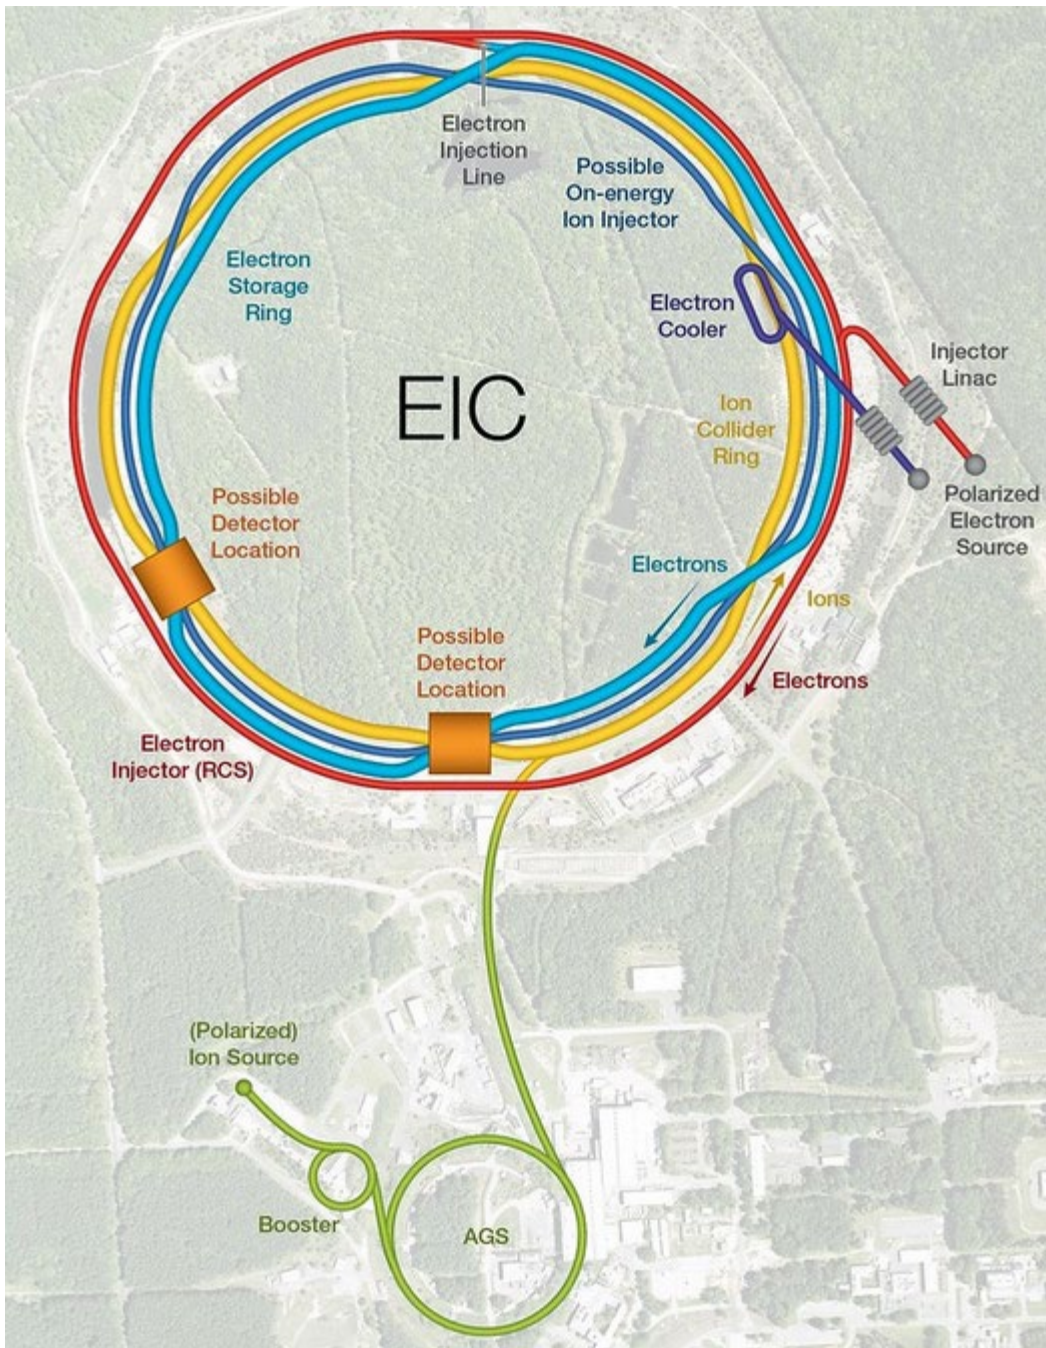 Electron
Injection
Line
Possible
On-energy
Ion Injector
Electron
Storage
Ring
Electron
Cooler
Injector
Linac
EIC
Ion
Collider
Ring
Polarized
Electron
Source
Possible
Detector
Location
Electrons
Ions
Possible
Detector
Location
Electrons
Electron
Injector (RCS)
(Polarized)
Ion Source
Booster
AGS